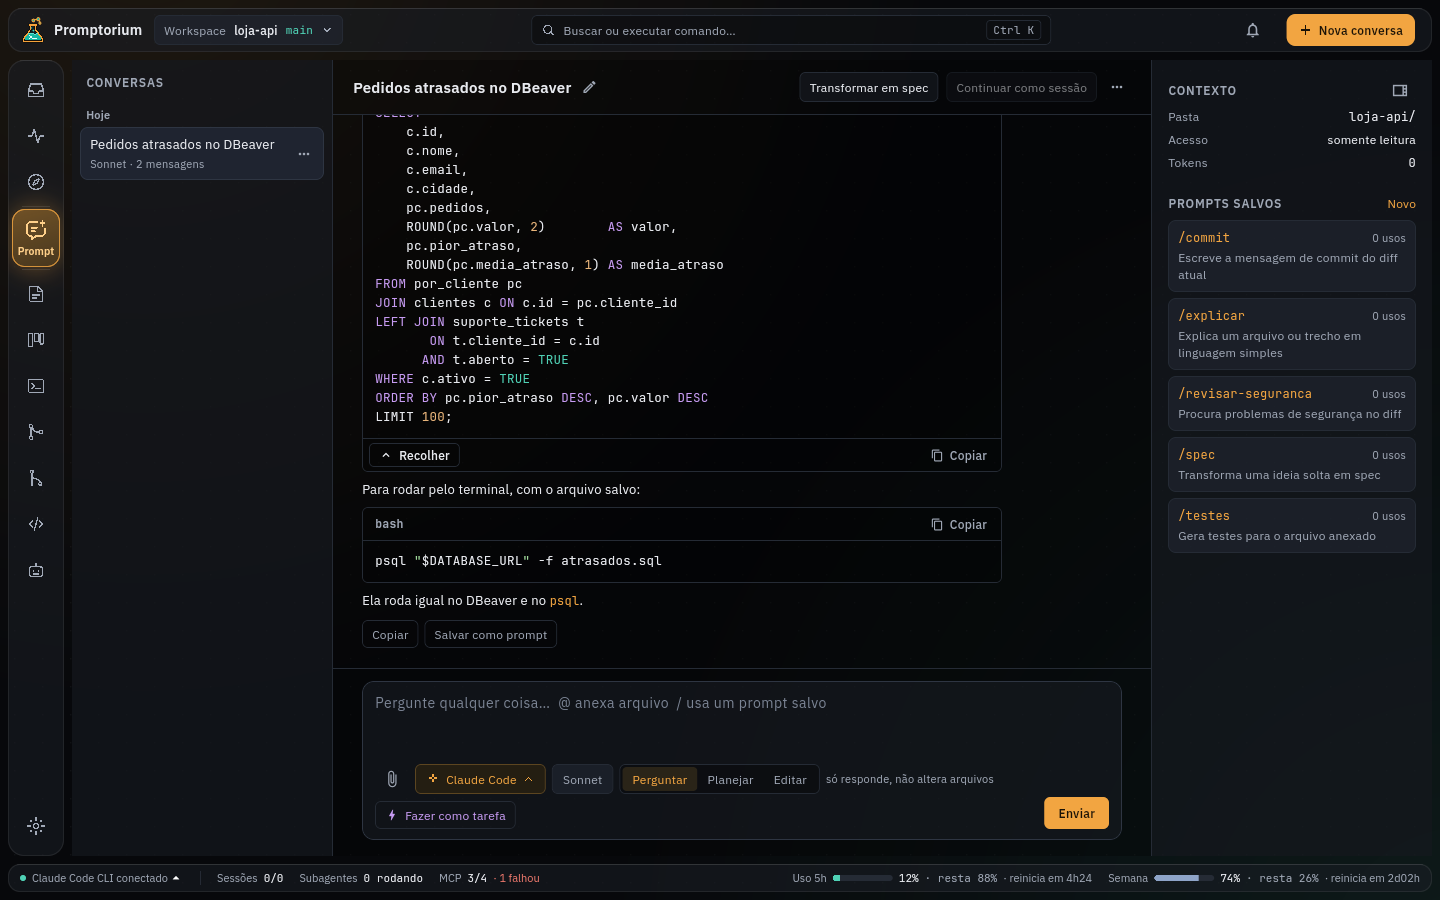 Promptorium
Workspace loja-api main
Buscar ou executar comando...
Ctrl K
Nova conversa
Prompt
CONVERSAS
Hoje
Pedidos atrasados no DBeaver
Sonnet · 2 mensagens
Pedidos atrasados no DBeaver
Transformar em spec
Continuar como sessão
SELECT
c.id,
c.nome,
c.email,
c.cidade,
pc.pedidos,
ROUND(pc.valor, 2) AS valor,
pc.pior_atraso,
ROUND(pc.media_atraso, 1) AS media_atraso
FROM por_cliente pc
JOIN clientes c ON c.id = pc.cliente_id
LEFT JOIN suporte_tickets t
ON t.cliente_id = c.id
AND t.aberto = TRUE
WHERE c.ativo = TRUE
ORDER BY pc.pior_atraso DESC, pc.valor DESC
LIMIT 100;
Recolher
Copiar
Para rodar pelo terminal, com o arquivo salvo:
bash
Copiar
psql "$DATABASE_URL" -f atrasados.sql
Ela roda igual no DBeaver e no psql.
Copiar
Salvar como prompt
Pergunte qualquer coisa... @ anexa arquivo / usa um prompt salvo
Claude Code
Sonnet
Perguntar
Planejar
Editar
só responde, não altera arquivos
Fazer como tarefa
Enviar
CONTEXTO
Pasta loja-api/
Acesso somente leitura
Tokens 0
PROMPTS SALVOS
Novo
/commit 0 usos
Escreve a mensagem de commit do diff
atual
/explicar 0 usos
Explica um arquivo ou trecho em
linguagem simples
/revisar-seguranca 0 usos
Procura problemas de segurança no diff
/spec 0 usos
Transforma uma ideia solta em spec
/testes 0 usos
Gera testes para o arquivo anexado
Claude Code CLI conectado
Sessões 0/0
Subagentes 0 rodando
MCP 3/4 · 1 falhou
Uso 5h 12% · resta 88% · reinicia em 4h24
Semana 74% · resta 26% · reinicia em 2d02h